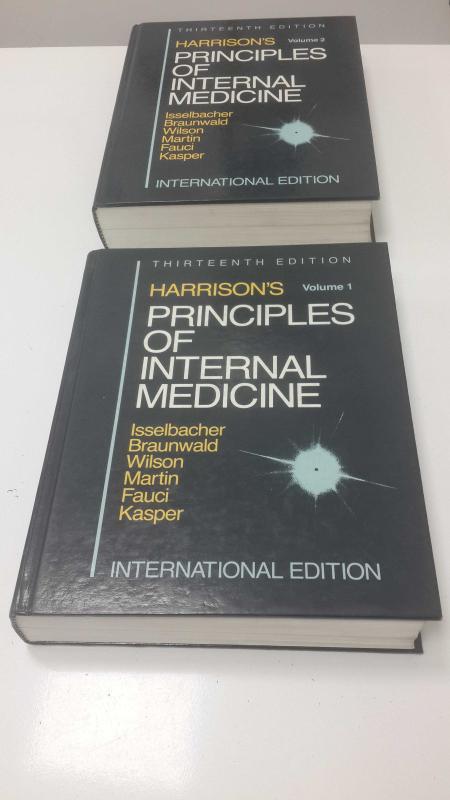 THIRTEENTH EDITION
HARRISON'S Volume 2
PRINCIPLES
OF
INTERNAL
MEDICINE
Isselbacher
Braunwald
Wilson
Martin
Fauci
Kasper
INTERNATIONAL EDITION
THIRTEENTH EDITION
HARRISON'S Volume 1
PRINCIPLES
OF
INTERNAL
MEDICINE
Isselbacher
Braunwald
Wilson
Martin
Fauci
Kasper
INTERNATIONAL EDITION